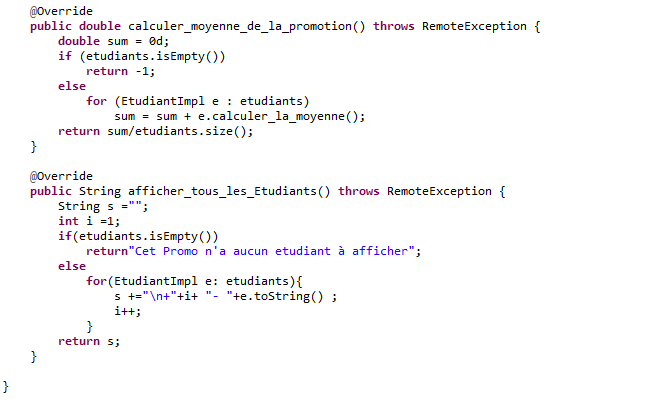 @Override
public double calculer_moyenne_de_la_promotion() throws RemoteException {
double sum = 0d;
if (etudiants.isEmpty())
return -1;
else
for (EtudiantImpl e : etudiants)
sum = sum + e.calculer_la_moyenne();
return sum/etudiants.size();
}
@Override
public String afficher_tous_les_Etudiants() throws RemoteException {
String s ="";
int i =1;
if(etudiants.isEmpty())
return"Cet Promo n'a aucun etudiant à afficher";
else
for(EtudiantImpl e: etudiants){
s +="\n+"+i+ "- "+e.toString() ;
i++;
}
return s;
}
}